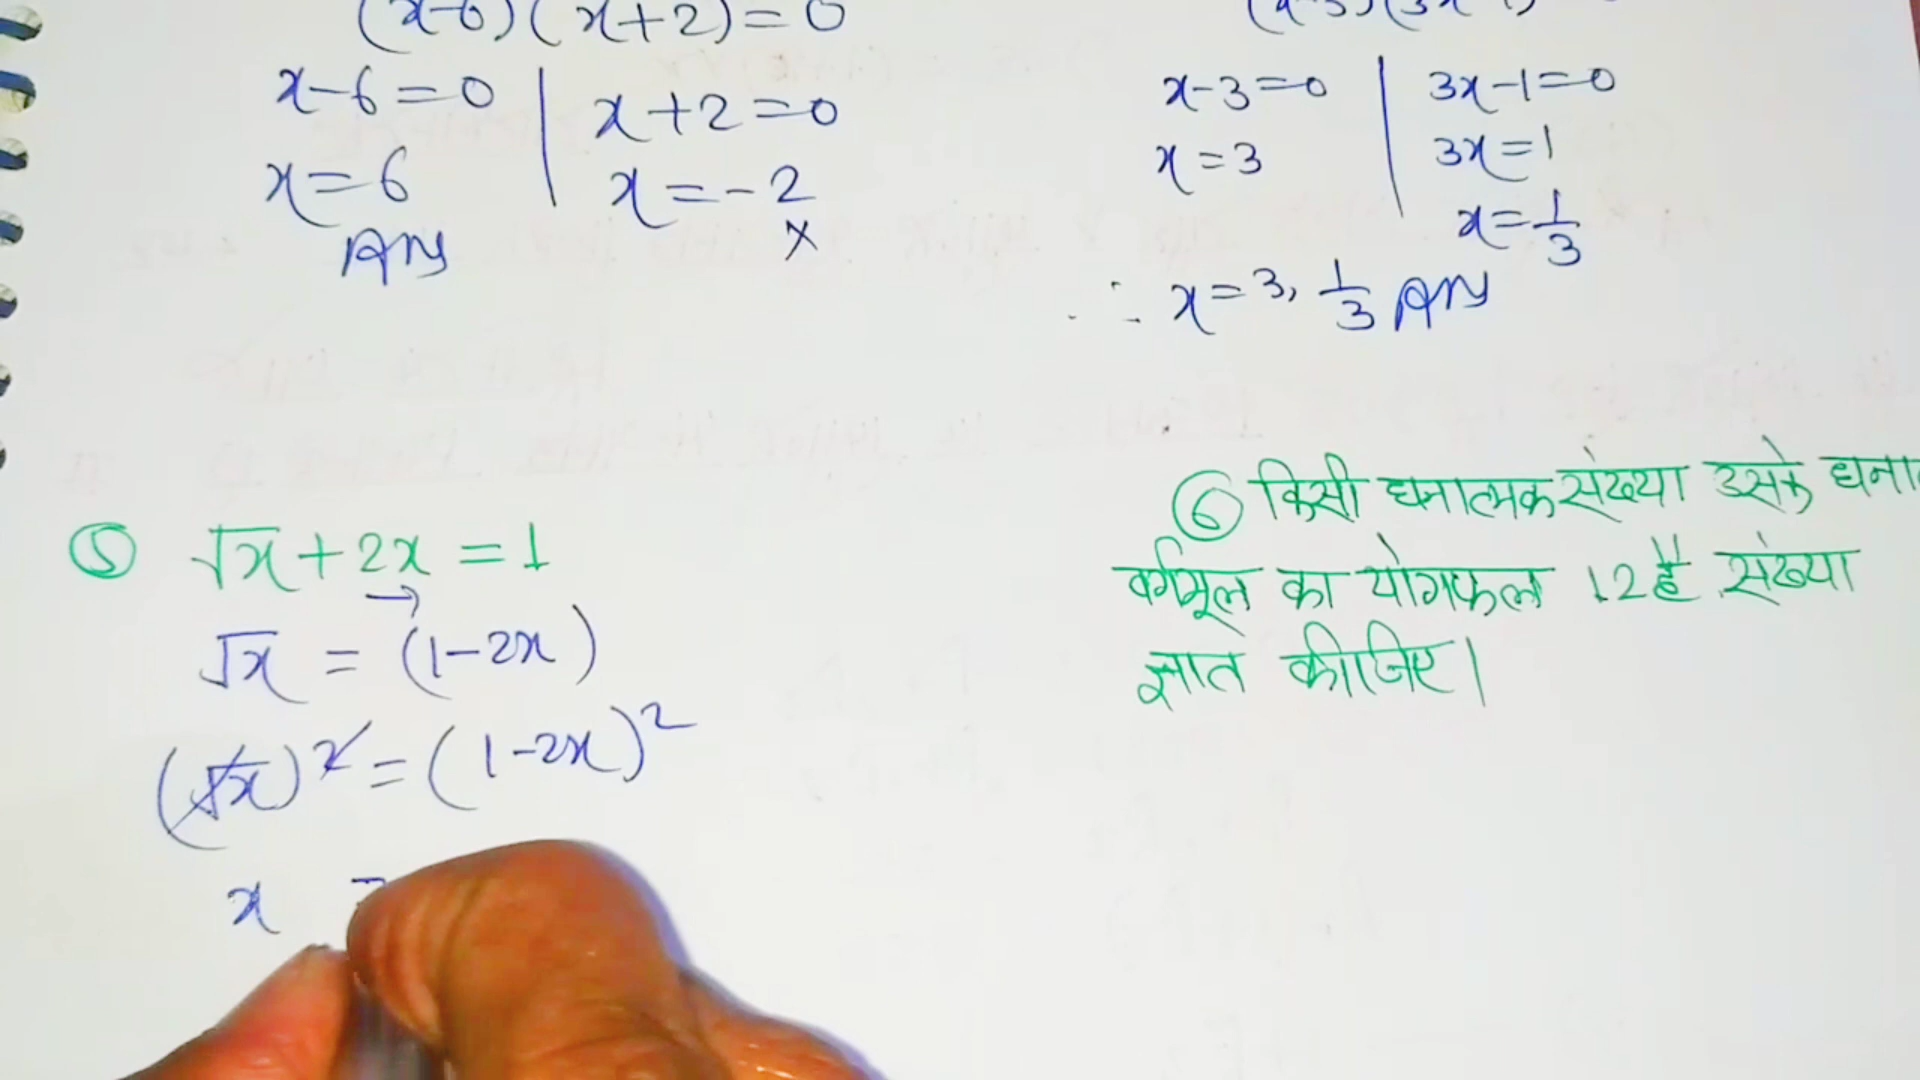 (x-6)(x+2)=0
x-6=0 | x+2=0
x=6 | x=-2
Ans ×
x-3=0 | 3x-1=0
x=3 | 3x=1
x=1/3
∴ x=3, 1/3 Ans
⑤ √x+2x=1
√x = (1-2x)
(√x)²=(1-2x)²
x =
⑥ किसी धनात्मक संख्या उसके
वर्गमूल का योगफल 12 है संख्या
ज्ञात कीजिए।